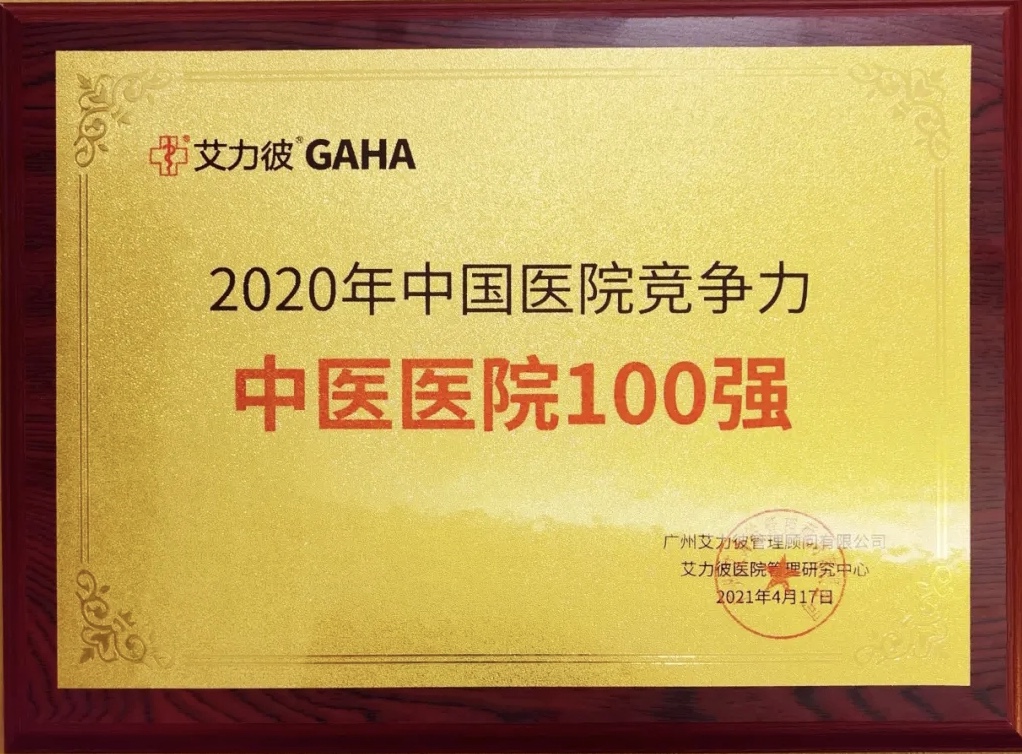 艾力彼® GAHA
2020年中国医院竞争力
中医医院100强
广州艾力彼管理顾问有限公司
艾力彼医院管理研究中心
2021年4月17日